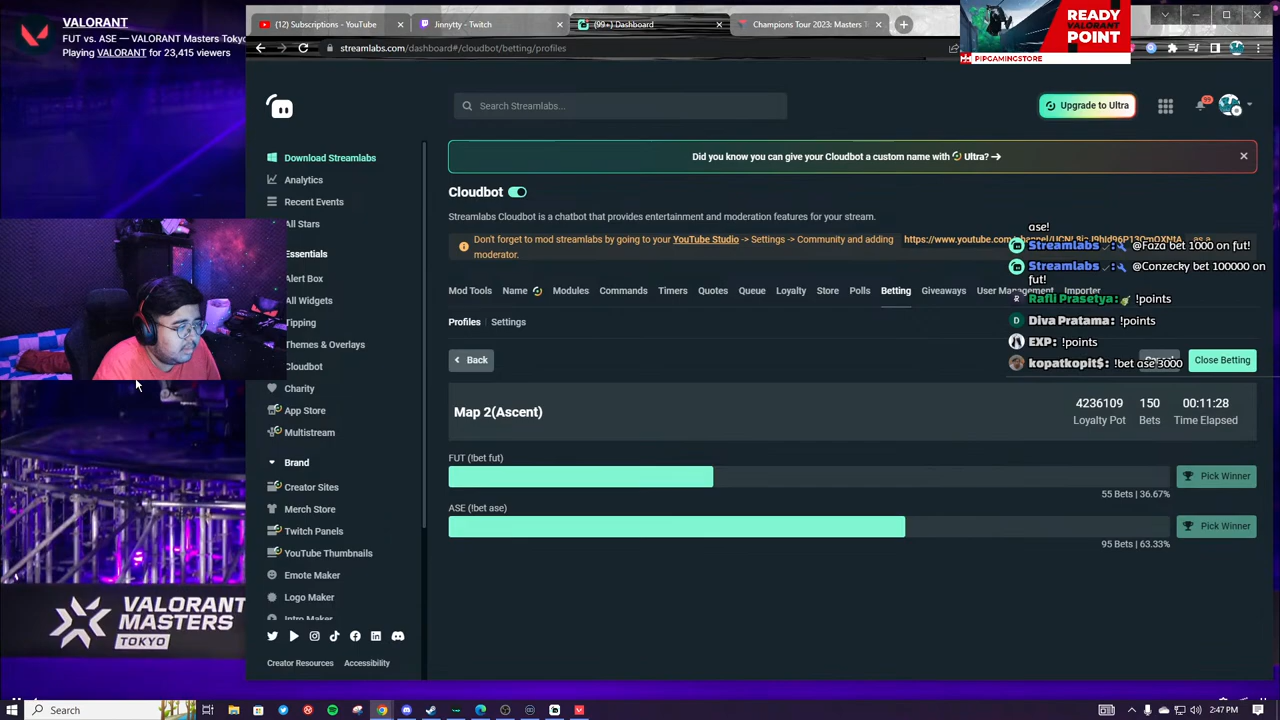 VALORANT
FUT vs. ASE — VALORANT Masters Tokyo
Playing VALORANT for 23,415 viewers
(12) Subscriptions - YouTube
Jinnytty - Twitch
(99+) Dashboard
Champions Tour 2023: Masters T
streamlabs.com/dashboard#/cloudbot/betting/profiles
READY
VALORANT
POINT
PIPGAMINGSTORE
Search Streamlabs...
Upgrade to Ultra
55
Download Streamlabs
Analytics
Recent Events
All Stars
Essentials
Alert Box
All Widgets
Tipping
Themes & Overlays
Cloudbot
Charity
App Store
Multistream
Brand
Creator Sites
Merch Store
Twitch Panels
YouTube Thumbnails
Emote Maker
Logo Maker
Intro Maker
Creator Resources
Accessibility
Did you know you can give your Cloudbot a custom name with Ultra? →
Cloudbot
Streamlabs Cloudbot is a chatbot that provides entertainment and moderation features for your stream.
Don't forget to mod streamlabs by going to your YouTube Studio -> Settings -> Community and adding
as a
moderator.
Mod Tools
Name
Modules
Commands
Timers
Quotes
Queue
Loyalty
Store
Polls
Betting
Giveaways
User Management
Importer
Profiles
Settings
Back
Close Betting
Map 2(Ascent)
4236109
150
00:11:28
Loyalty Pot
Bets
Time Elapsed
FUT (!bet fut)
Pick Winner
55 Bets | 36.67%
ASE (!bet ase)
Pick Winner
95 Bets | 63.33%
ase!
Streamlabs : @Faza bet 1000 on fut!
Streamlabs : @Conzecky bet 100000 on
fut!
Rafli Prasetya: !points
Diva Pratama: !points
EXP: !points
kopatkopit$: !bet ase 3000
VALORANT
MASTERS
TOKYO
Search
2:47 PM